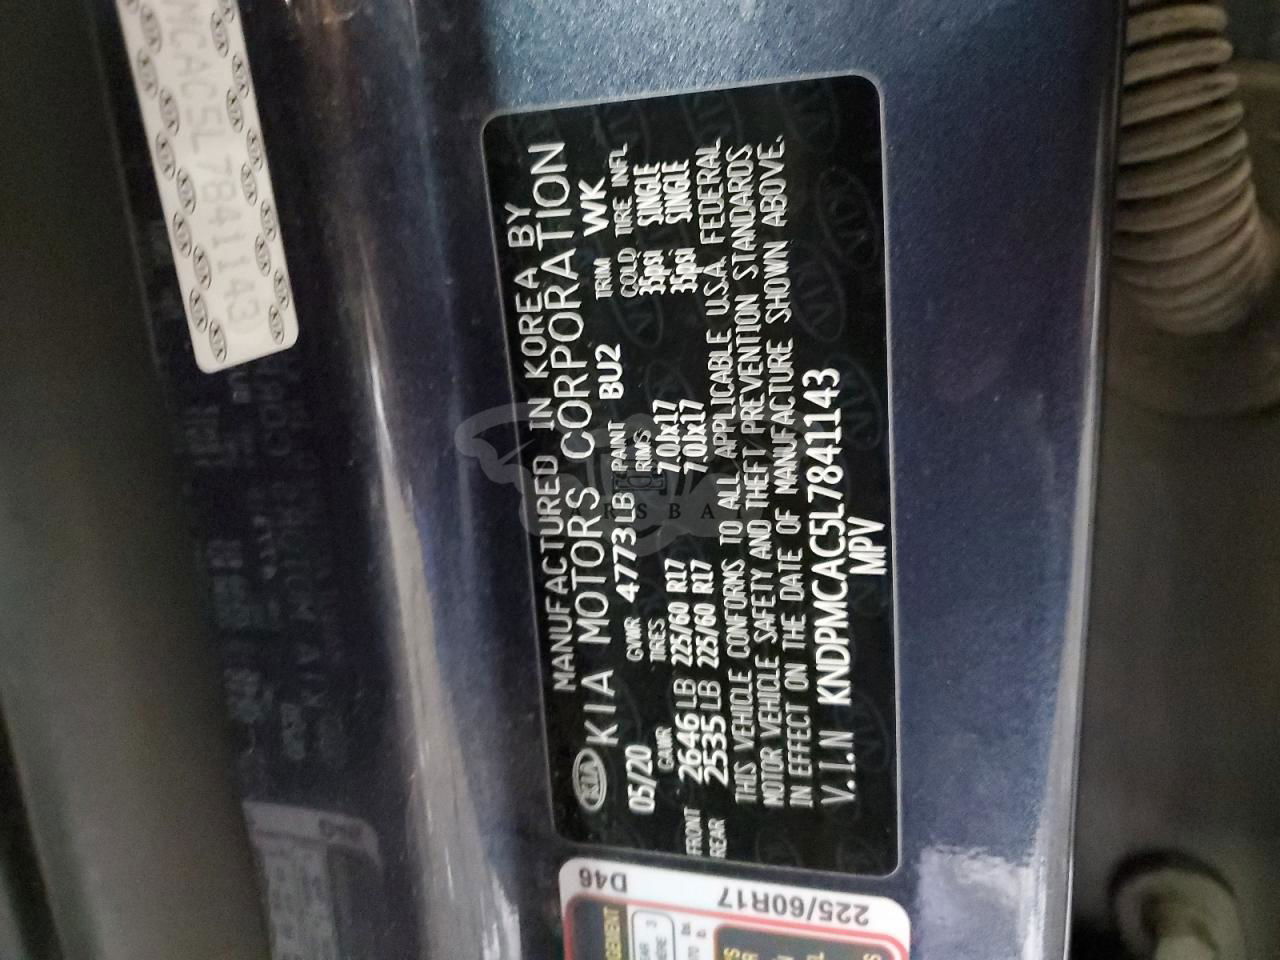 MCAC5L7841143
MANUFACTURED IN KOREA BY
KIA KIA MOTORS CORPORATION
05/20 GVWR 4773LB PAINT BU2 TRIM WK
GAWR TIRES RIMS COLD TIRE INFL
FRONT 2646LB 225/60 R17 7.0Jx17 35psi SINGLE
REAR 2535LB 225/60 R17 7.0Jx17 35psi SINGLE
THIS VEHICLE CONFORMS TO ALL APPLICABLE U.S.A. FEDERAL
MOTOR VEHICLE SAFETY AND THEFT PREVENTION STANDARDS
IN EFFECT ON THE DATE OF MANUFACTURE SHOWN ABOVE.
V.I.N KNDPMCAC5L7841143
MPV
D46
225/60R17